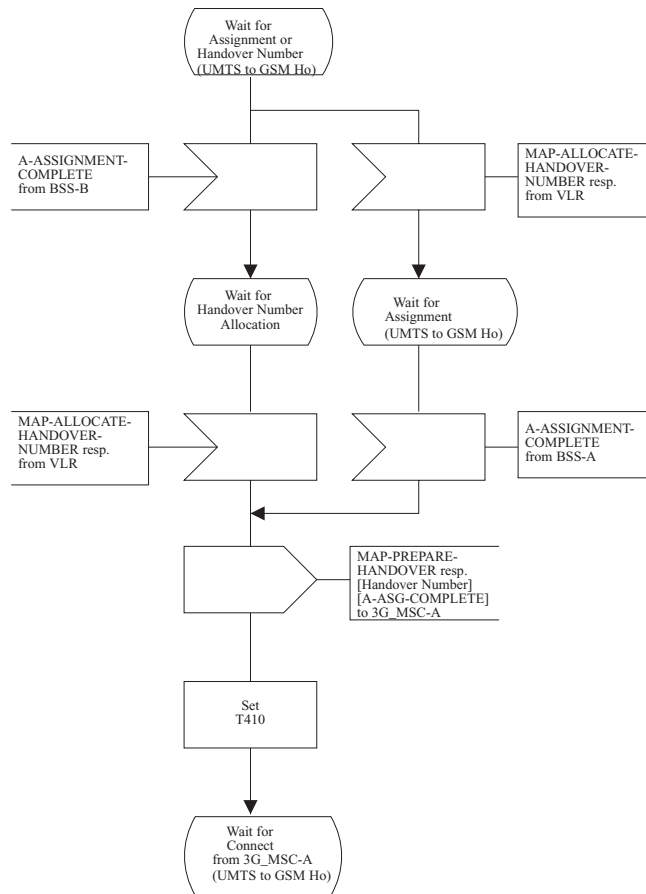 Wait for
Assignment or
Handover Number
(UMTS to GSM Ho)
A-ASSIGNMENT-
COMPLETE
from BSS-B
MAP-ALLOCATE-
HANDOVER-
NUMBER resp.
from VLR
Wait for
Handover Number
Allocation
Wait for
Assignment
(UMTS to GSM Ho)
MAP-ALLOCATE-
HANDOVER-
NUMBER resp.
from VLR
A-ASSIGNMENT-
COMPLETE
from BSS-A
MAP-PREPARE-
HANDOVER resp.
[Handover Number]
[A-ASG-COMPLETE]
to 3G_MSC-A
Set
T410
Wait for
Connect
from 3G_MSC-A
(UMTS to GSM Ho)